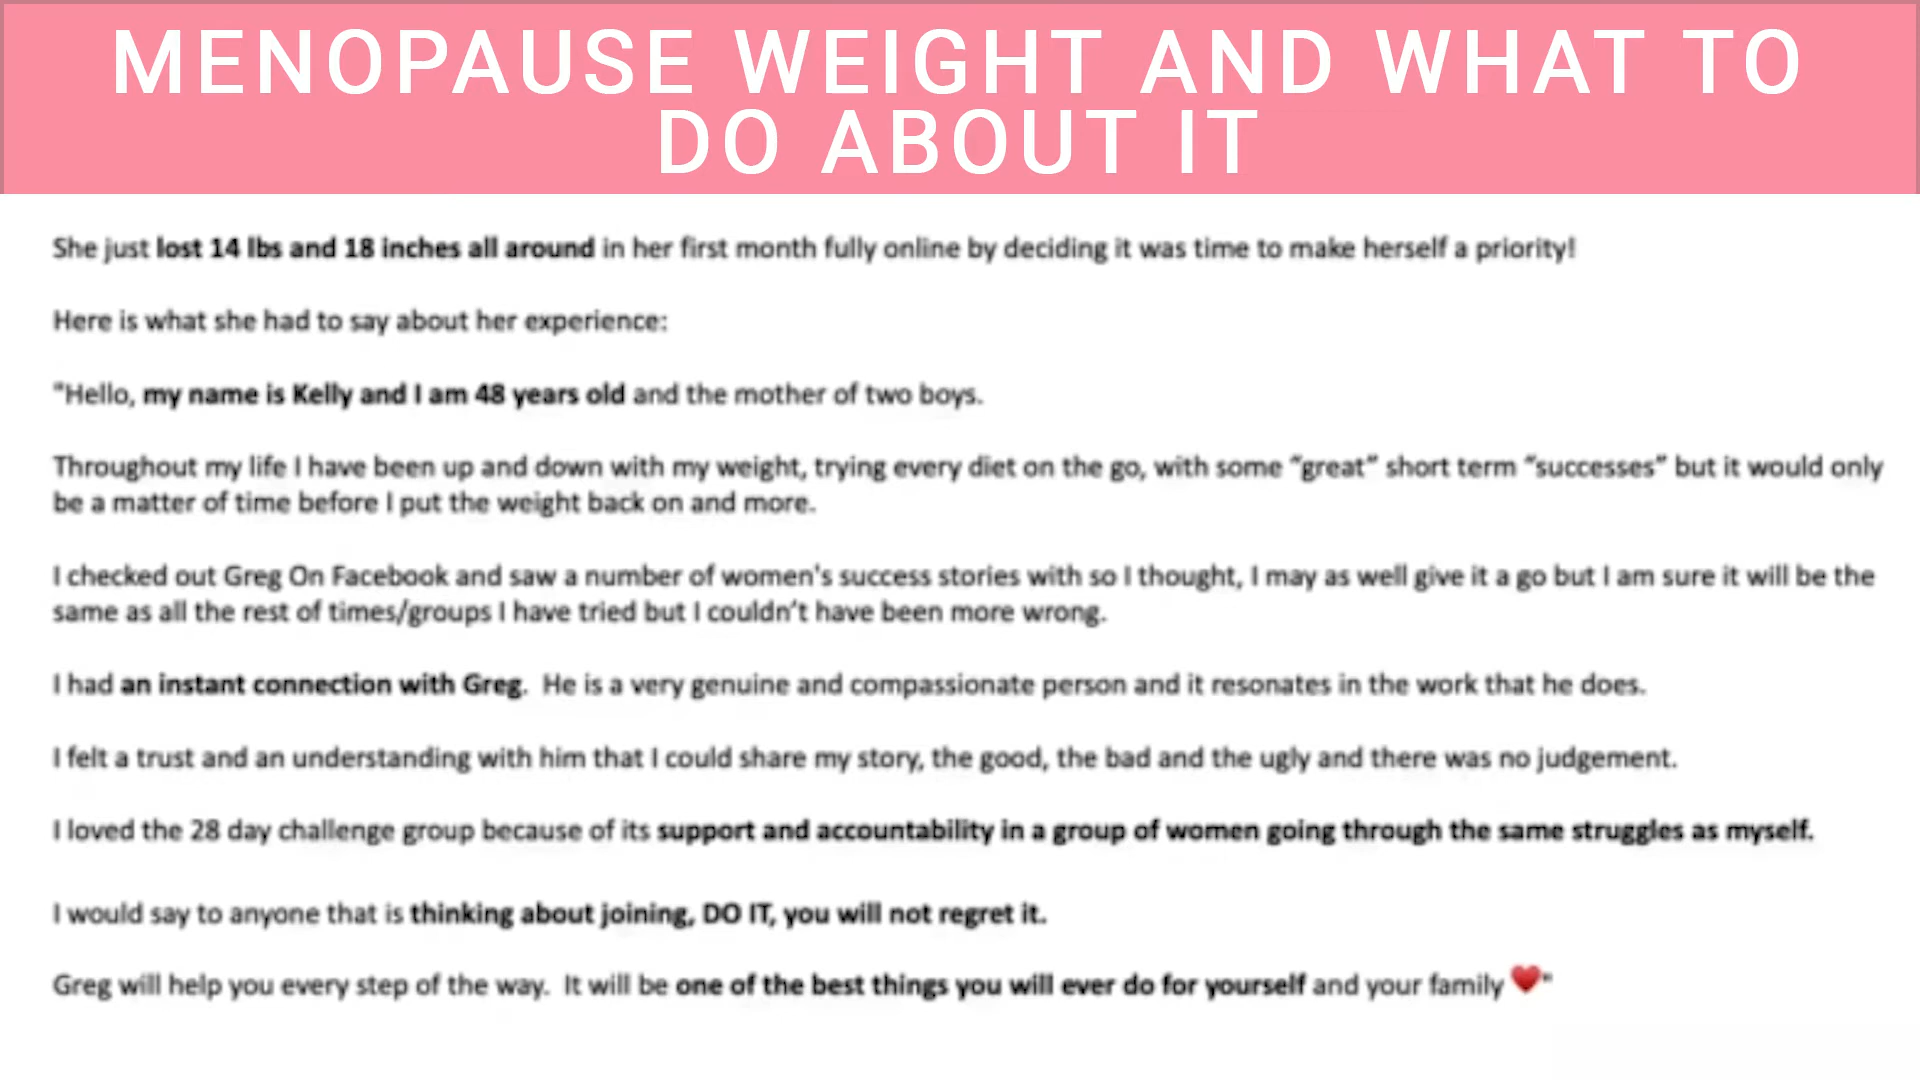 MENOPAUSE WEIGHT AND WHAT TO
DO ABOUT IT
She just lost 14 lbs and 18 inches all around in her first month fully online by deciding it was time to make herself a priority!
Here is what she had to say about her experience:
"Hello, my name is Kelly and I am 48 years old and the mother of two boys.
Throughout my life I have been up and down with my weight, trying every diet on the go, with some “great” short term “successes” but it would only
be a matter of time before I put the weight back on and more.
I checked out Greg On Facebook and saw a number of women's success stories with so I thought, I may as well give it a go but I am sure it will be the
same as all the rest of times/groups I have tried but I couldn’t have been more wrong.
I had an instant connection with Greg.  He is a very genuine and compassionate person and it resonates in the work that he does.
I felt a trust and an understanding with him that I could share my story, the good, the bad and the ugly and there was no judgement.
I loved the 28 day challenge group because of its support and accountability in a group of women going through the same struggles as myself.
I would say to anyone that is thinking about joining, DO IT, you will not regret it.
Greg will help you every step of the way.  It will be one of the best things you will ever do for yourself and your family ❤"